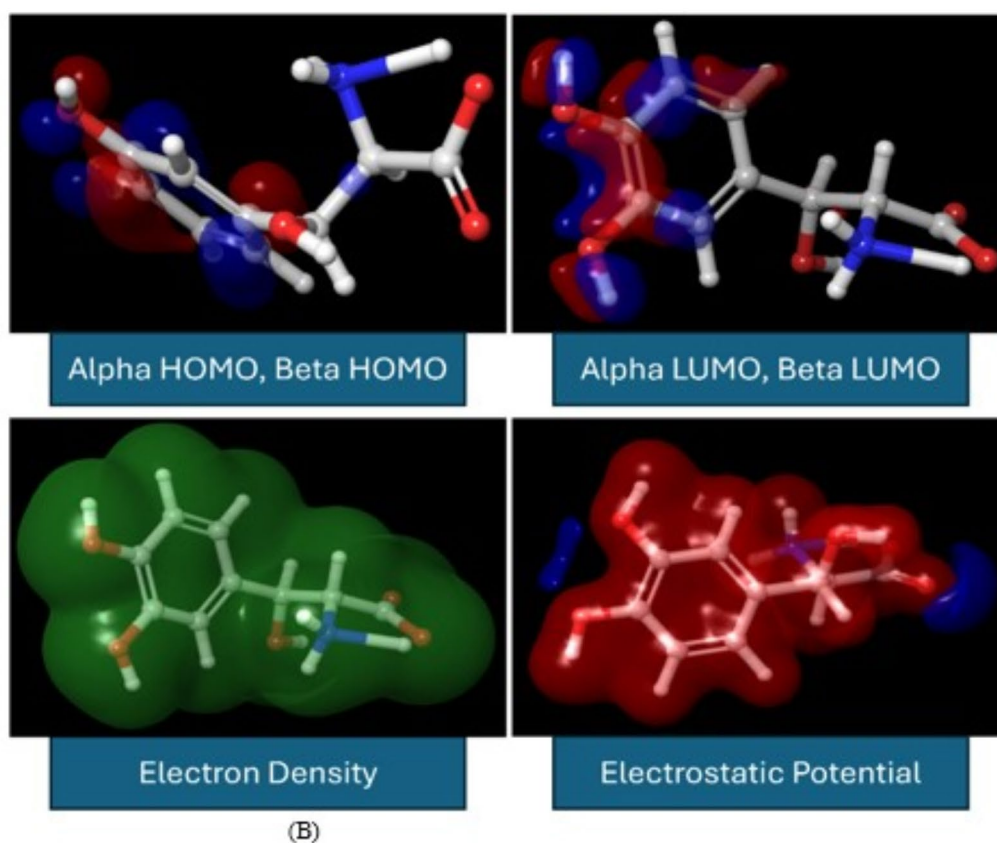 Alpha HOMO, Beta HOMO
Alpha LUMO, Beta LUMO
Electron Density
Electrostatic Potential
(B)